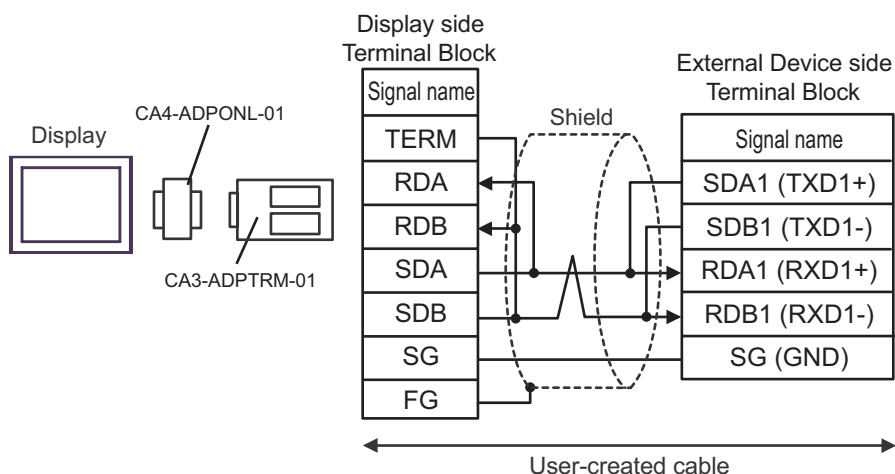 Display side
Terminal Block
External Device side
Terminal Block
Display
CA4-ADPONL-01
CA3-ADPTRM-01
Signal name
TERM
RDA
RDB
SDA
SDB
SG
FG
Shield
Signal name
SDA1 (TXD1+)
SDB1 (TXD1-)
RDA1 (RXD1+)
RDB1 (RXD1-)
SG (GND)
User-created cable